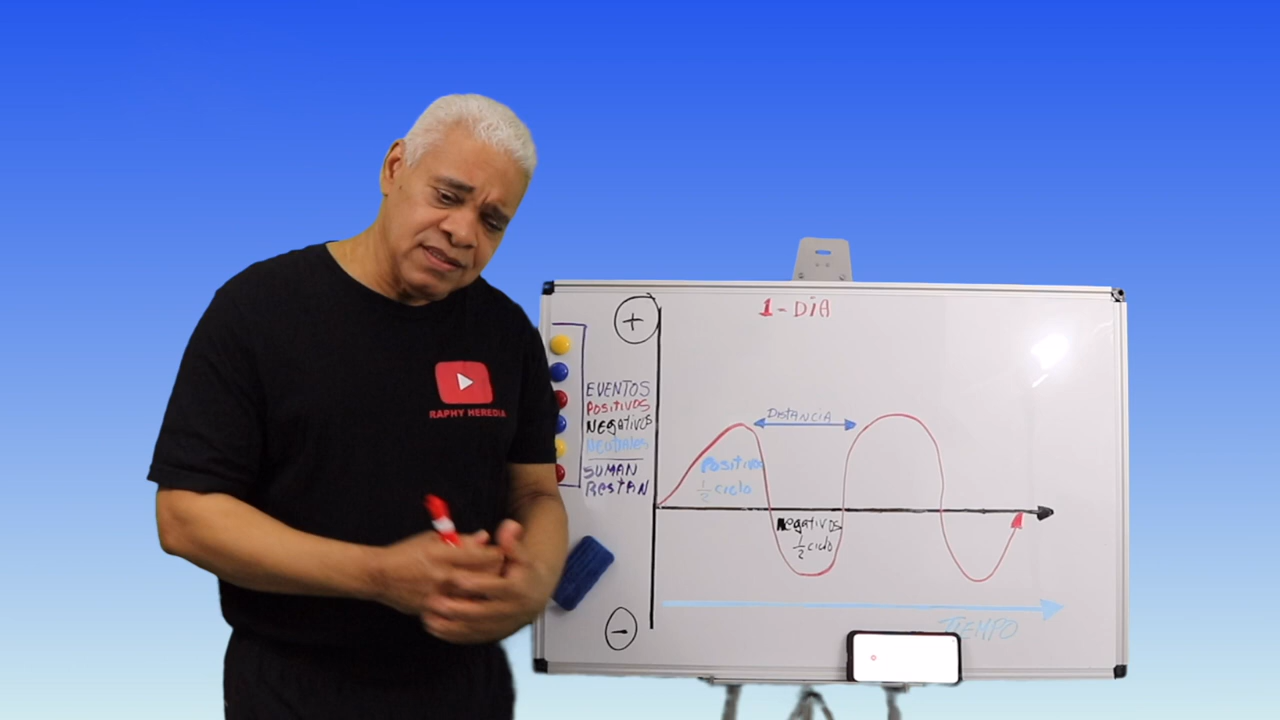 RAPHY HEREDIA
1 - DÍA
+
EVENTOS
POSITIVOS
NEgATIVOS
NEUTRALES
SUMAN
RESTAN
DISTANCIA
POSITIVO
1/2 ciclo
NEgATIVOS
1/2 ciclo
TIEMPO
-